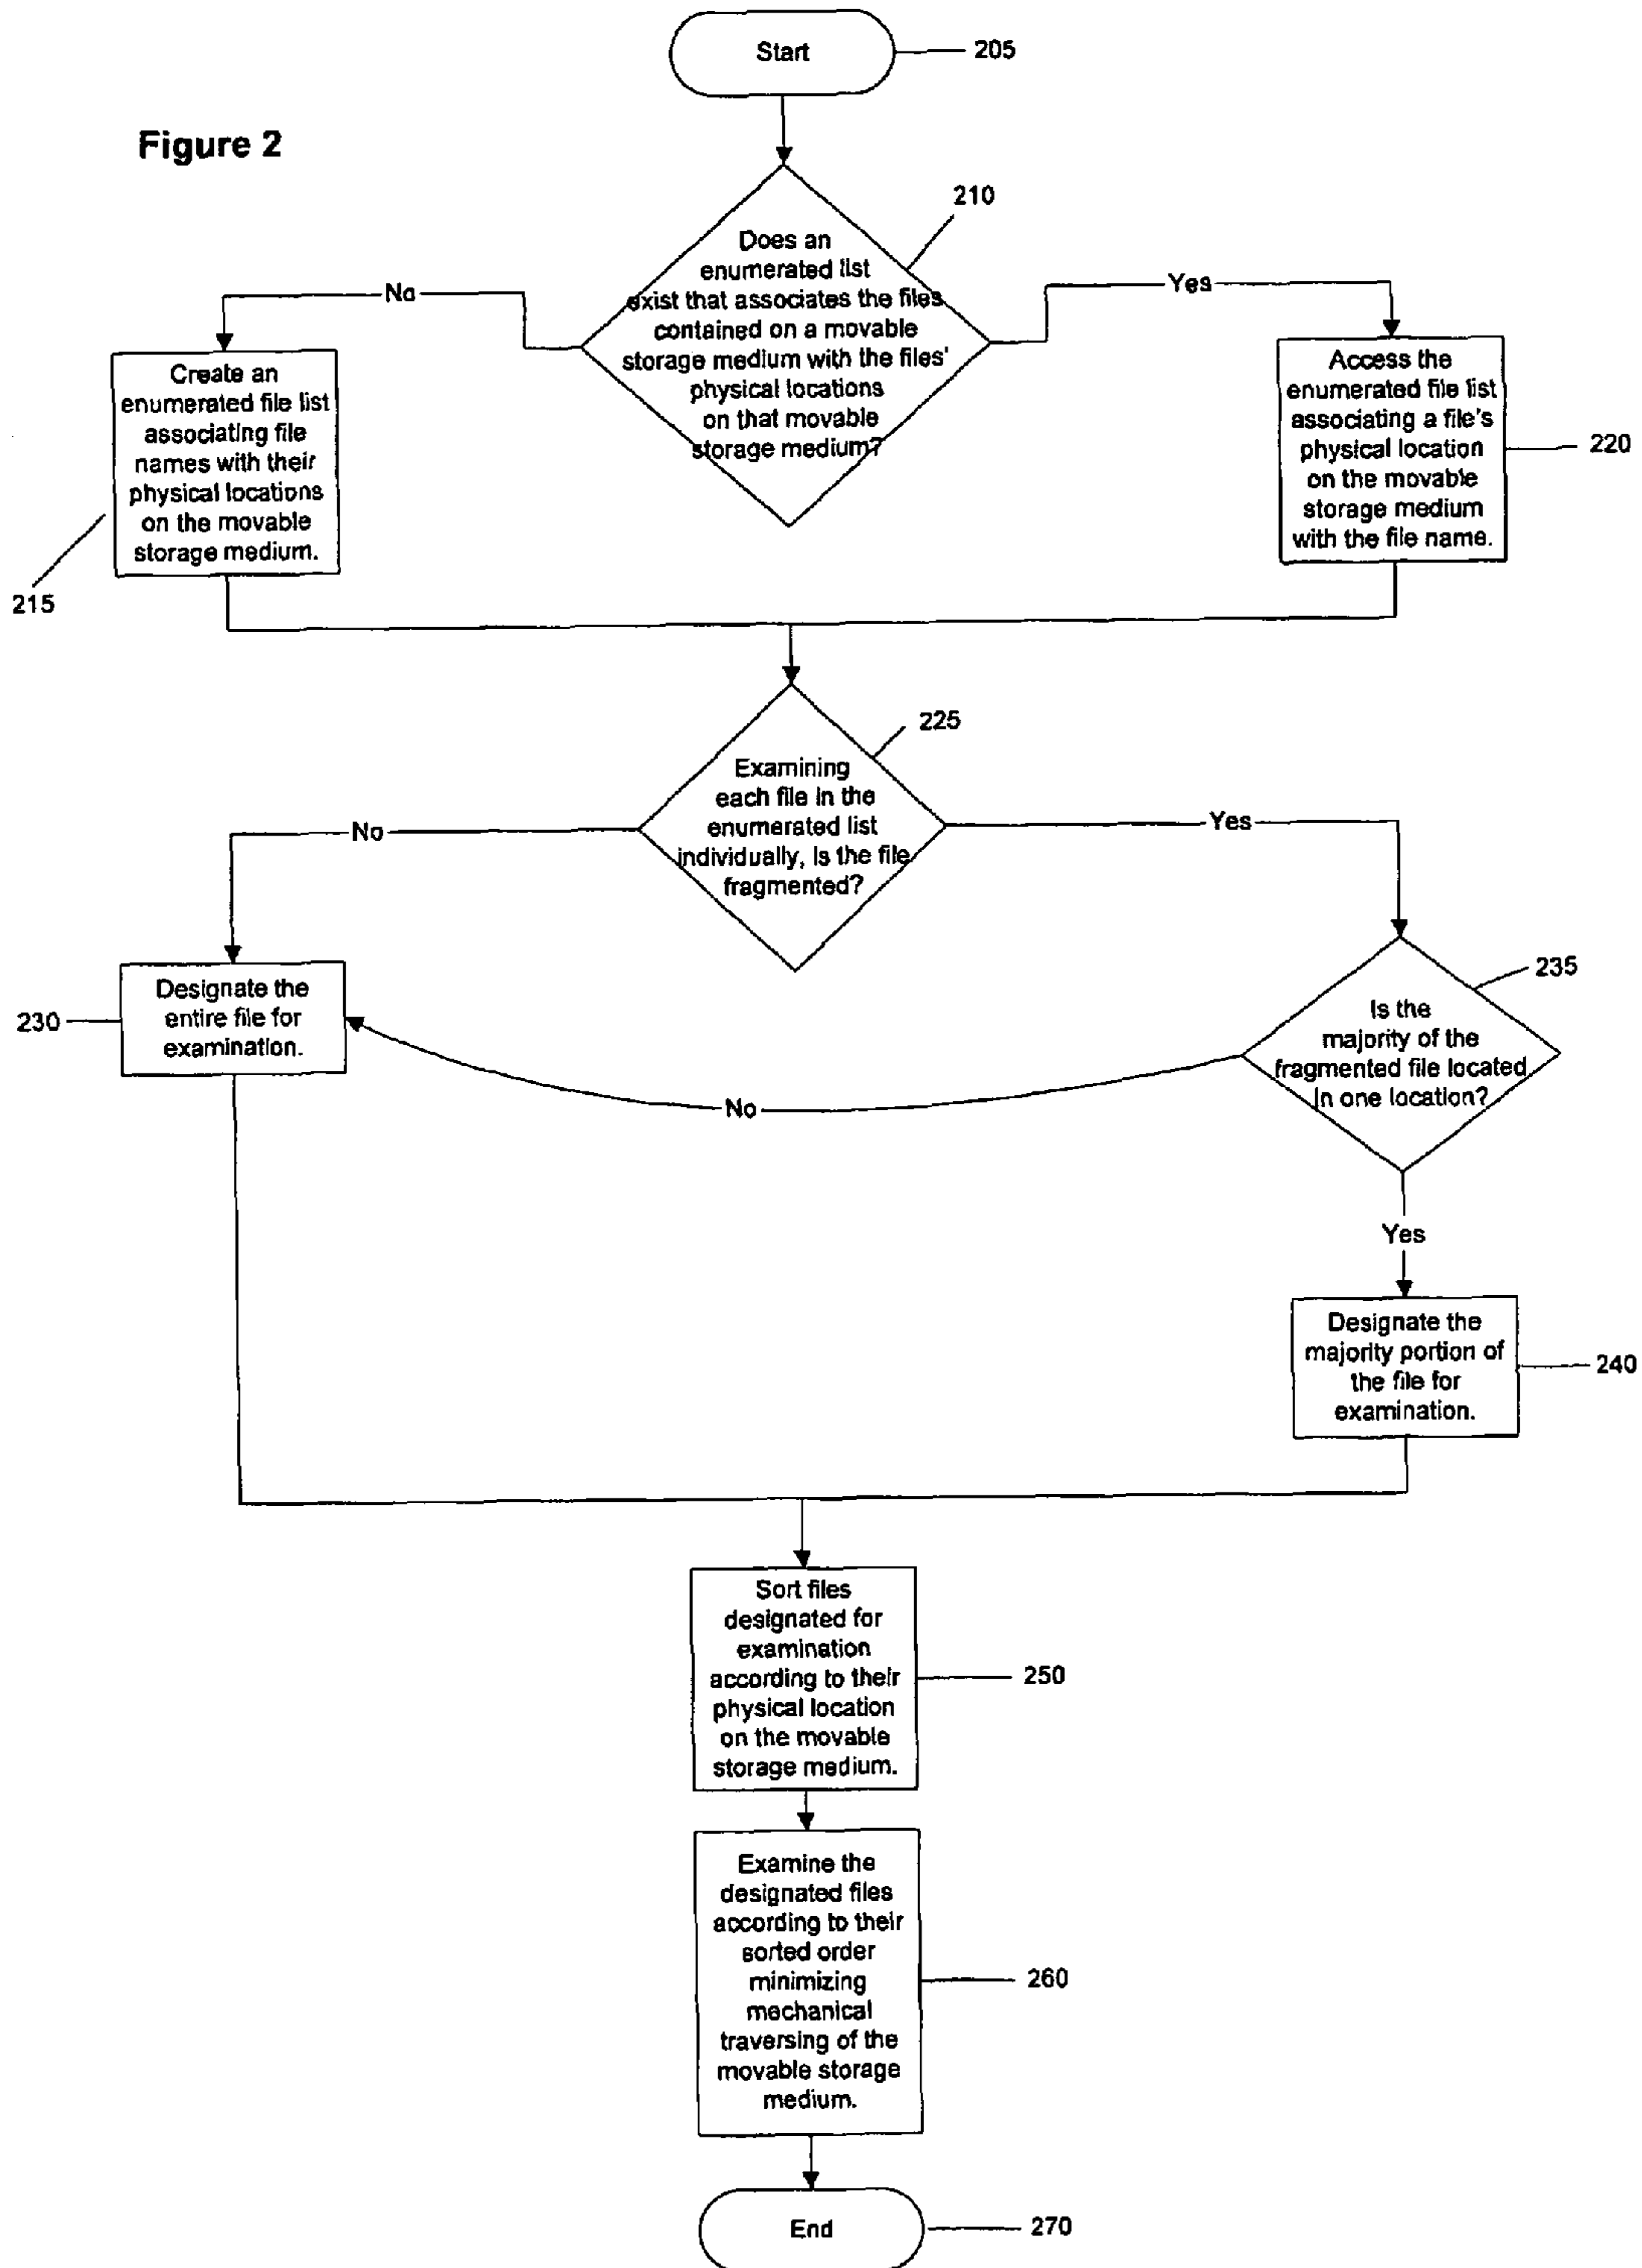 Start
205
Figure 2
210
Does an
enumerated list
exist that associates the files
contained on a movable
storage medium with the files'
physical locations
on that movable
storage medium?
No
Yes
Create an
enumerated file list
associating file
names with their
physical locations
on the movable
storage medium.
215
Access the
enumerated file list
associating a file's
physical location
on the movable
storage medium
with the file name.
220
225
Examining
each file in the
enumerated list
individually, is the file
fragmented?
No
Yes
Designate the
entire file for
examination.
230
235
Is the
majority of the
fragmented file located
in one location?
No
Yes
Designate the
majority portion of
the file for
examination.
240
Sort files
designated for
examination
according to their
physical location
on the movable
storage medium.
250
Examine the
designated files
according to their
sorted order
minimizing
mechanical
traversing of the
movable storage
medium.
260
End
270